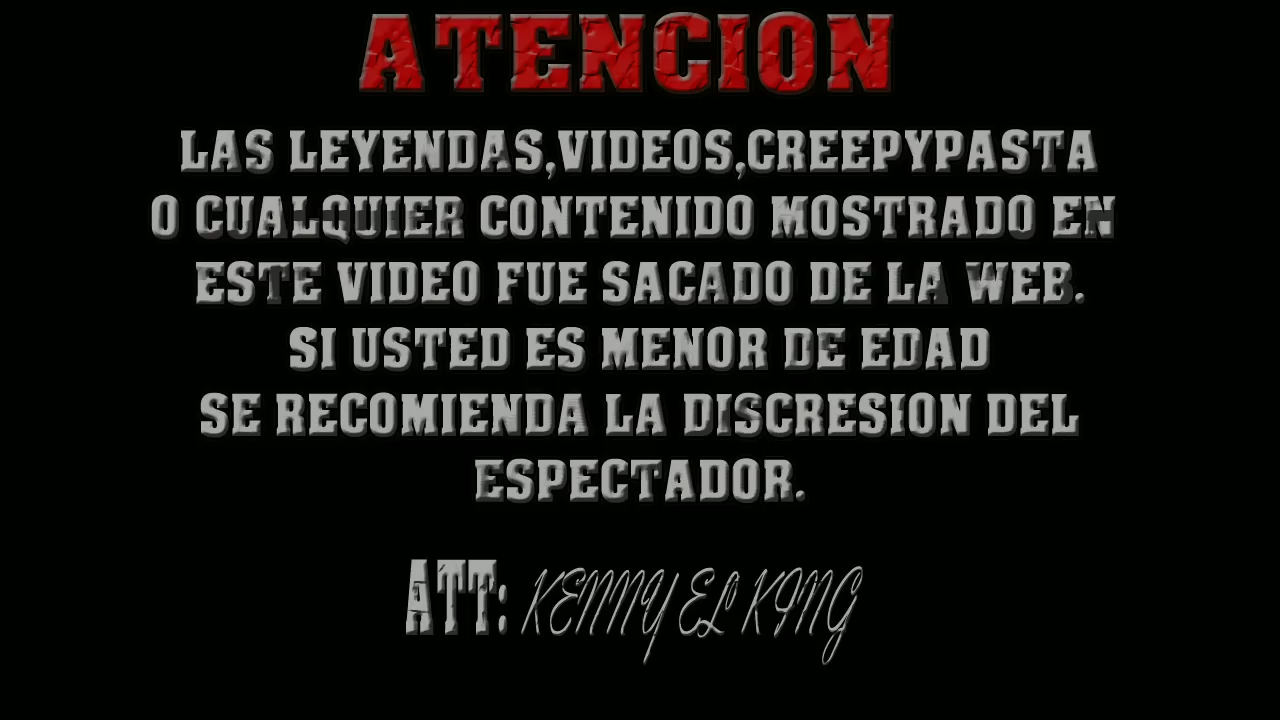 ATENCION
LAS LEYENDAS,VIDEOS,CREEPYPASTA
O CUALQUIER CONTENIDO MOSTRADO EN
ESTE VIDEO FUE SACADO DE LA WEB.
SI USTED ES MENOR DE EDAD
SE RECOMIENDA LA DISCRESION DEL
ESPECTADOR.
ATT: KENNY EL KING